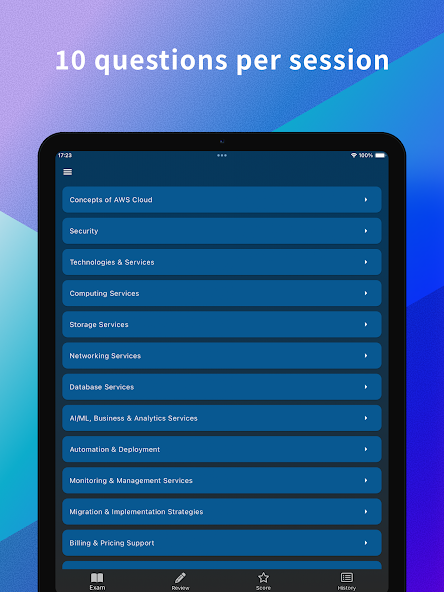 10 questions per session
17:23
100%
Concepts of AWS Cloud
Security
Technologies & Services
Computing Services
Storage Services
Networking Services
Database Services
AI/ML, Business & Analytics Services
Automation & Deployment
Monitoring & Management Services
Migration & Implementation Strategies
Billing & Pricing Support
Exam
Review
Score
History